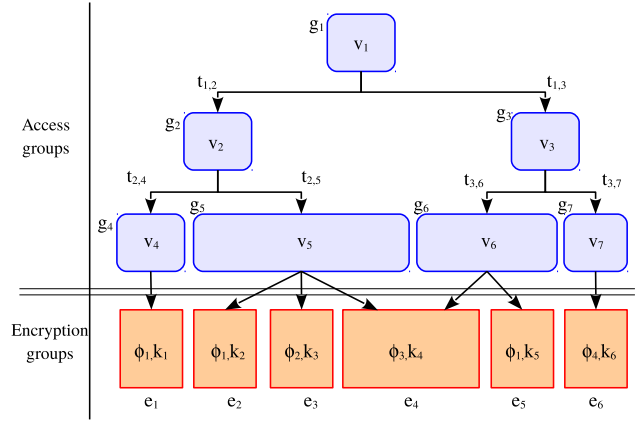 g1
v1
t1,2
t1,3
g2
v2
g3
v3
Access
groups
t2,4
t2,5
t3,6
t3,7
g4
v4
g5
v5
g6
v6
g7
v7
Encryption
groups
ϕ1,k1
ϕ1,k2
ϕ2,k3
ϕ3,k4
ϕ1,k5
ϕ4,k6
e1
e2
e3
e4
e5
e6